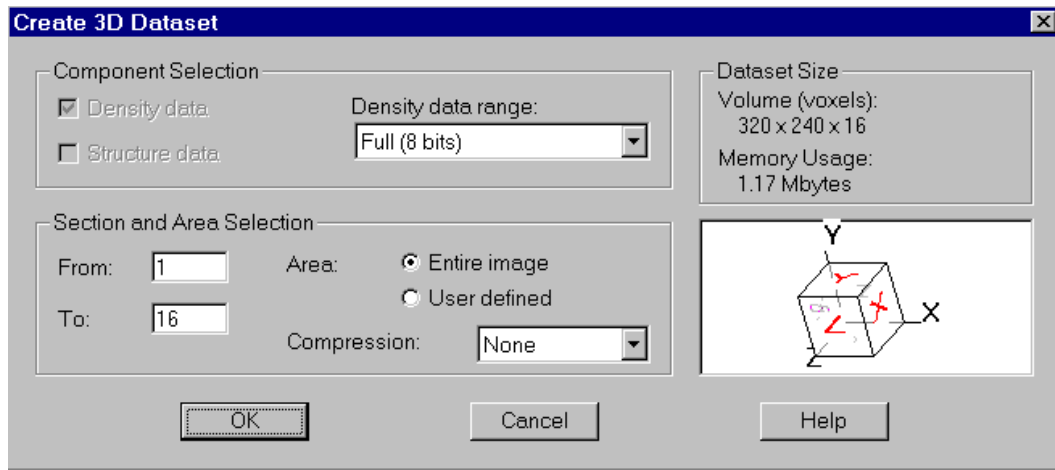 Create 3D Dataset
Component Selection
Density data
Structure data
Density data range:
Full (8 bits)
Dataset Size
Volume (voxels):
320 x 240 x 16
Memory Usage:
1.17 Mbytes
Section and Area Selection
From: 1
To: 16
Area:
Entire image
User defined
Compression: None
Y
X
Z
Y
X
Z
OK
Cancel
Help